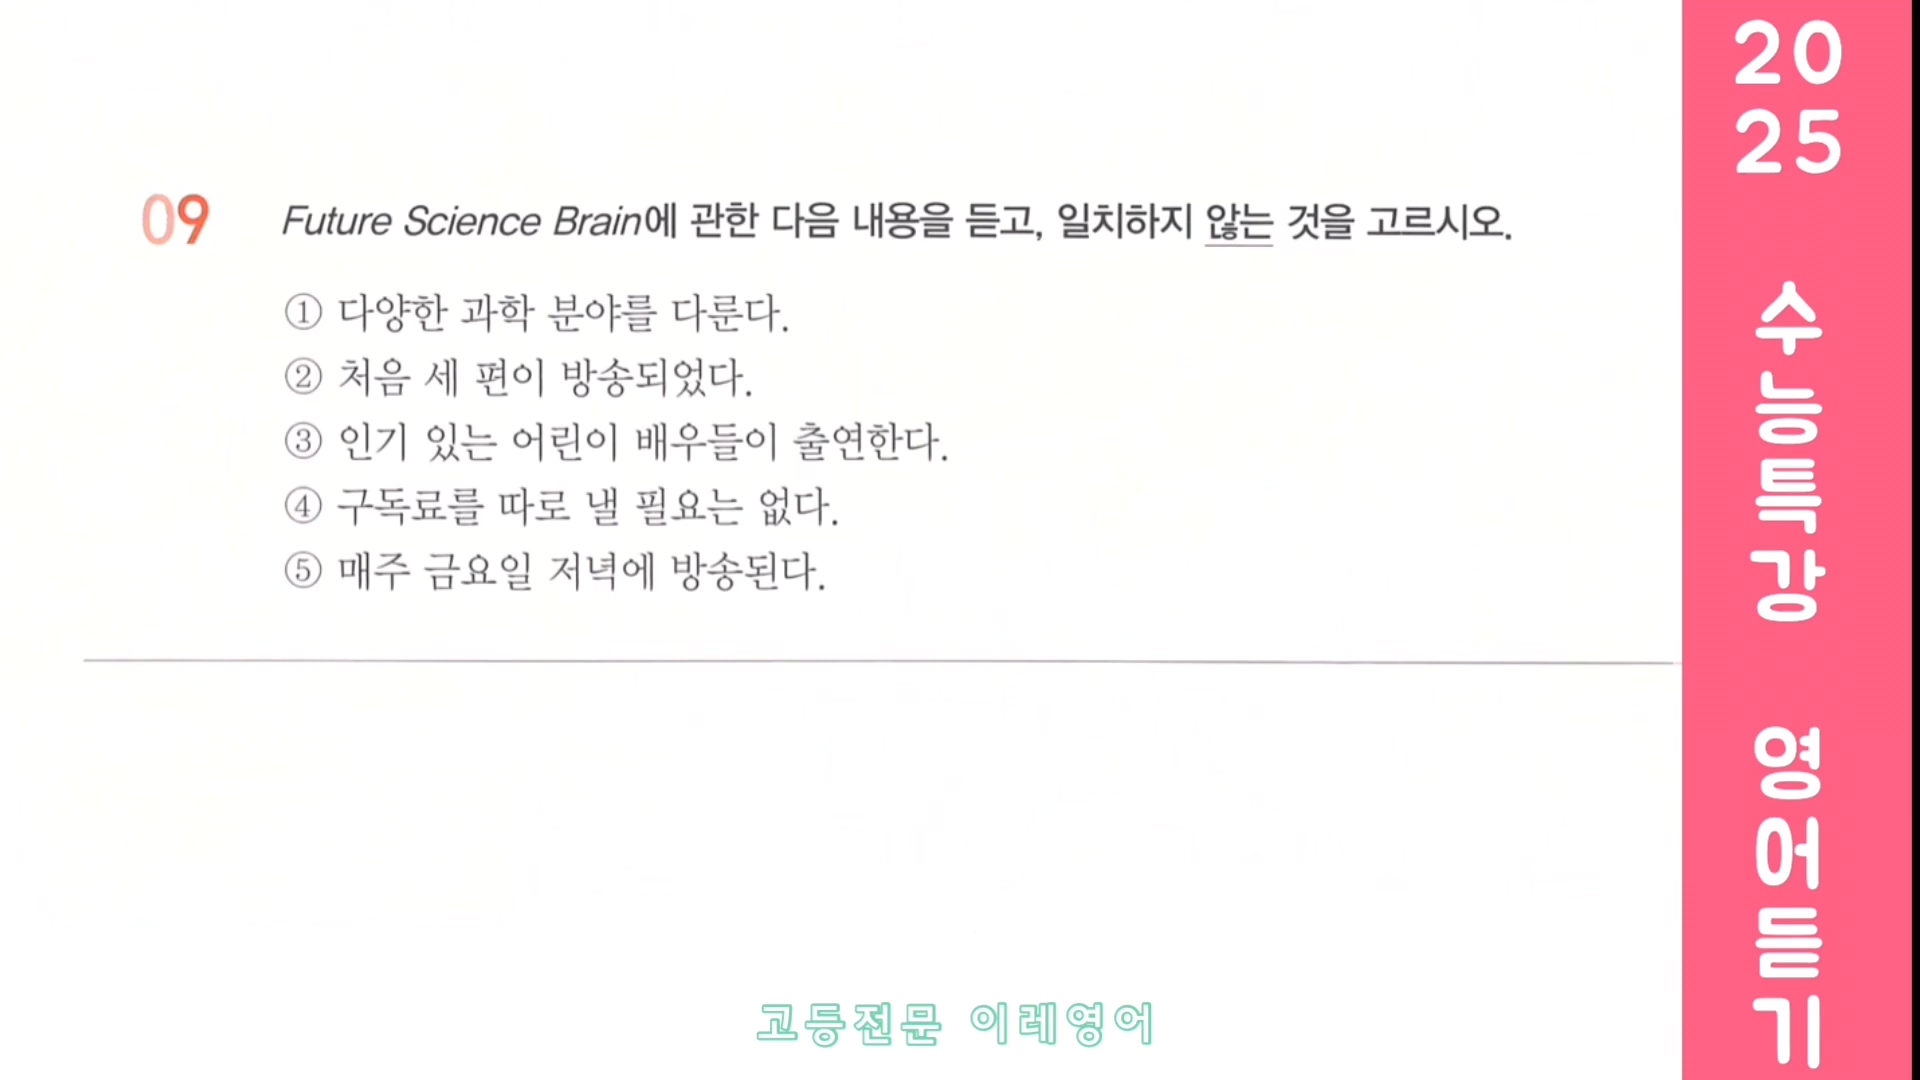 09 Future Science Brain에 관한 다음 내용을 듣고, 일치하지 않는 것을 고르시오.
① 다양한 과학 분야를 다룬다.
② 처음 세 편이 방송되었다.
③ 인기 있는 어린이 배우들이 출연한다.
④ 구독료를 따로 낼 필요는 없다.
⑤ 매주 금요일 저녁에 방송된다.
고등전문 이레영어
2025 수능특강 영어듣기